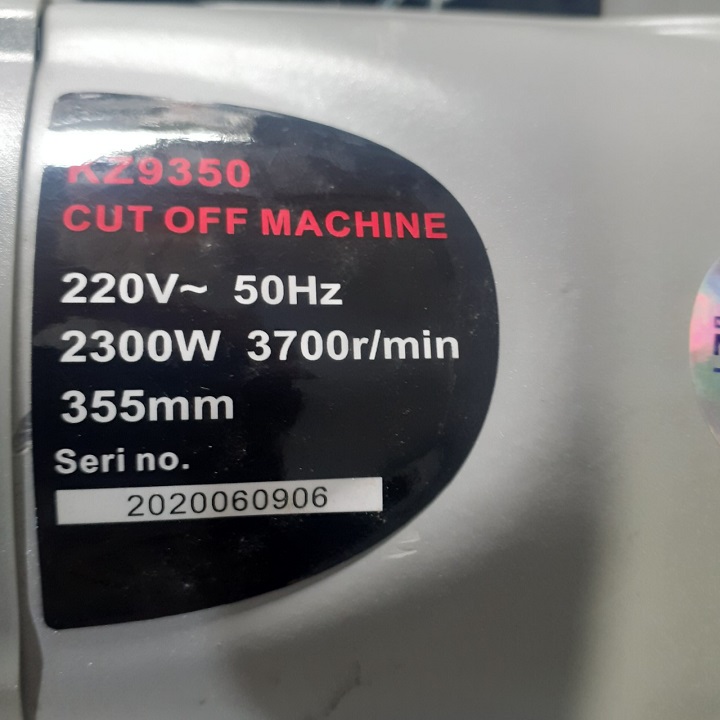 KZ9350
CUT OFF MACHINE
220V~ 50Hz
2300W 3700r/min
355mm
Seri no.
2020060906